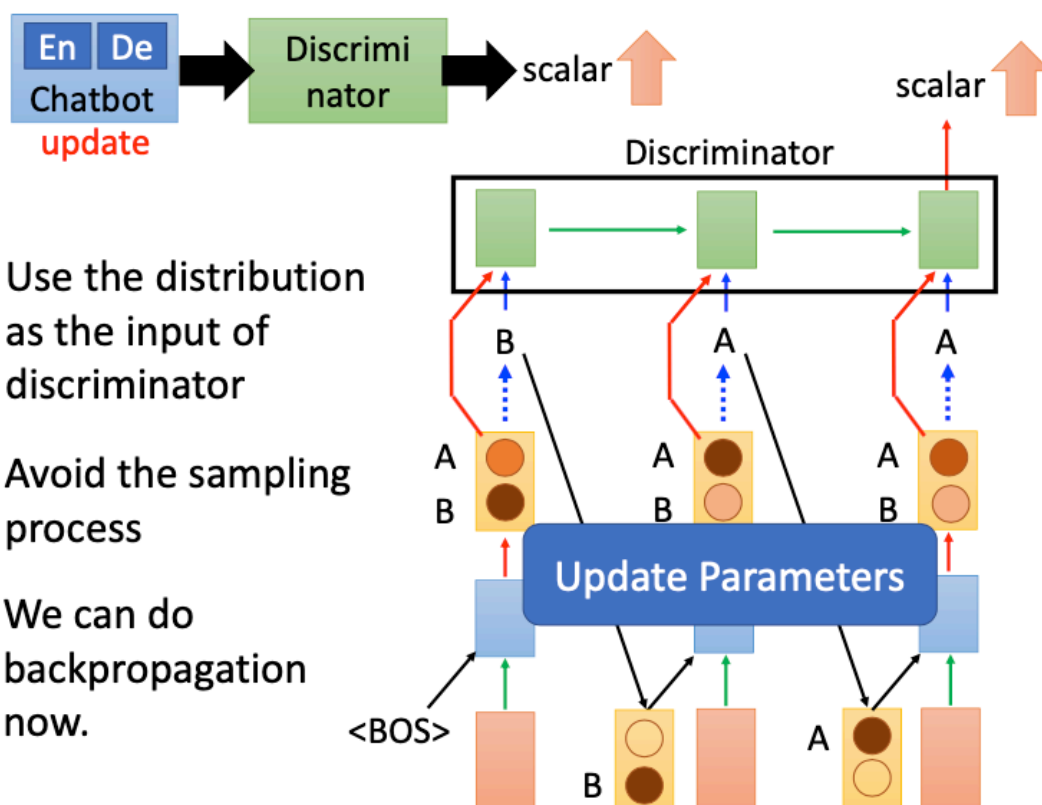 En De
Chatbot
update
Discrimi
nator
scalar
scalar
Discriminator
Use the distribution
as the input of
discriminator
B A A
A A A
B B B
Avoid the sampling
process
Update Parameters
We can do
backpropagation
now.
<BOS>
A
B